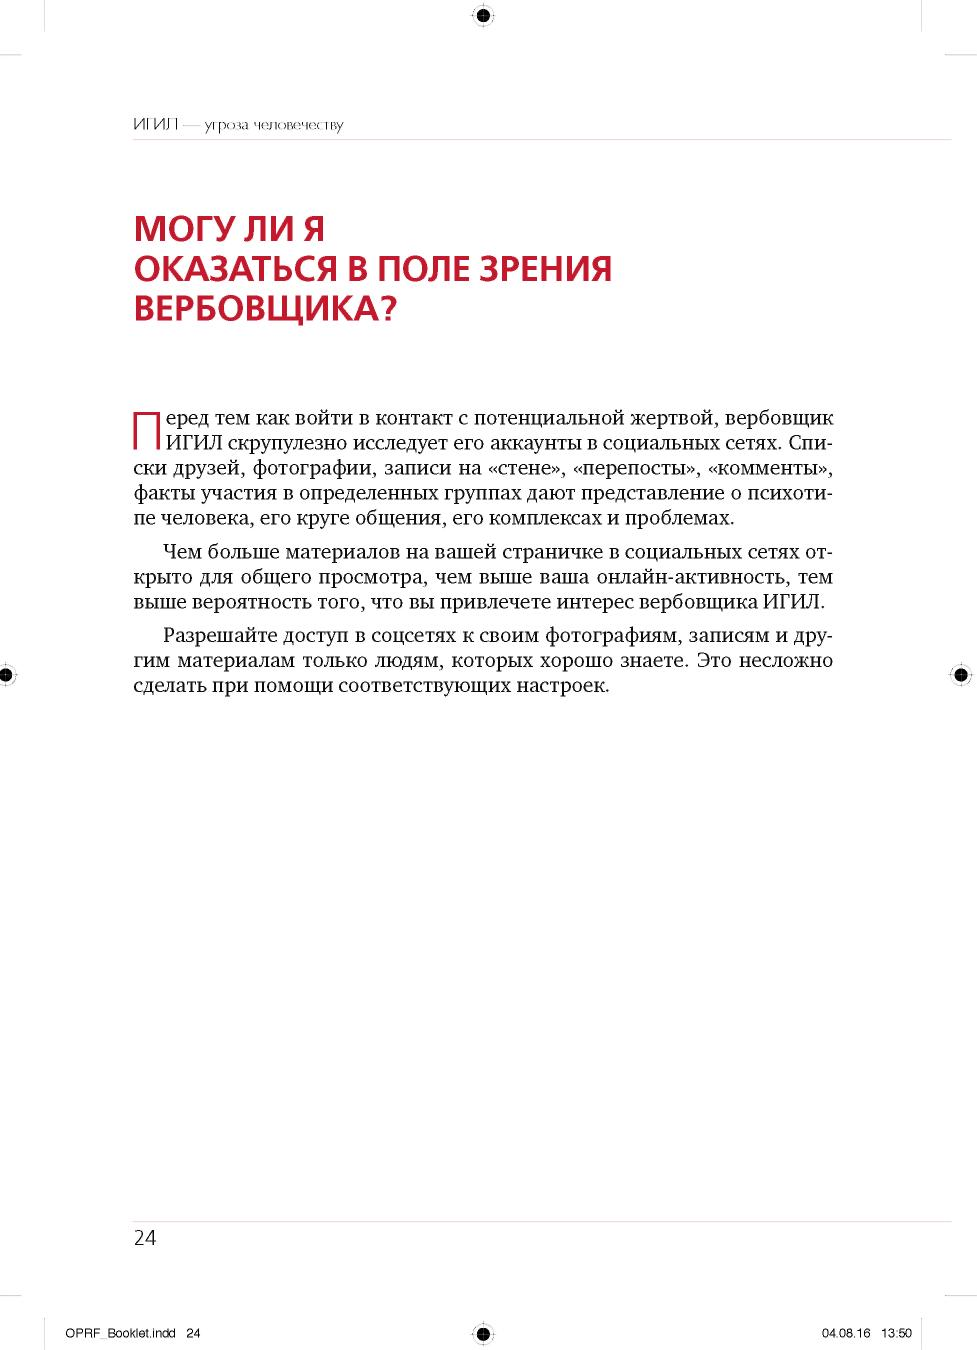 ИГИЛ — угроза человечеству
МОГУ ЛИ Я
ОКАЗАТЬСЯ В ПОЛЕ ЗРЕНИЯ
ВЕРБОВЩИКА?
Перед тем как войти в контакт с потенциальной жертвой, вербовщик
ИГИЛ скрупулезно исследует его аккаунты в социальных сетях. Спи-
ски друзей, фотографии, записи на «стене», «перепосты», «комменты»,
факты участия в определенных группах дают представление о психоти-
пе человека, его круге общения, его комплексах и проблемах.
Чем больше материалов на вашей страничке в социальных сетях от-
крыто для общего просмотра, чем выше ваша онлайн-активность, тем
выше вероятность того, что вы привлечете интерес вербовщика ИГИЛ.
Разрешайте доступ в соцсетях к своим фотографиям, записям и дру-
гим материалам только людям, которых хорошо знаете. Это несложно
сделать при помощи соответствующих настроек.
24
OPRF_Booklet.indd 24
04.08.16 13:50